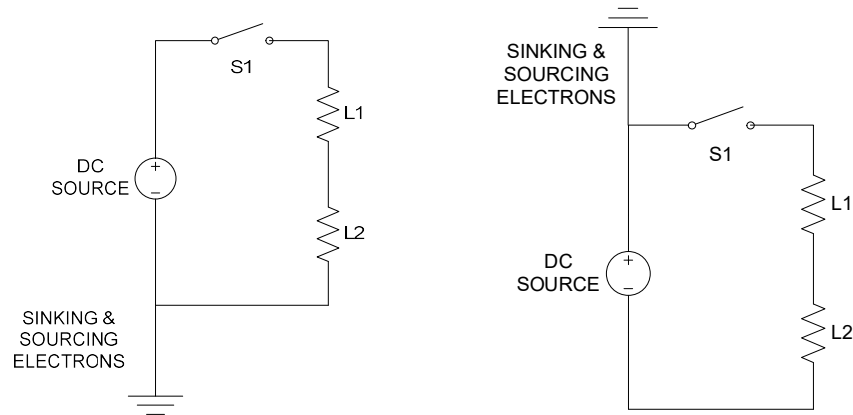 S1
L1
DC
SOURCE
+
−
L2
SINKING &
SOURCING
ELECTRONS
SINKING &
SOURCING
ELECTRONS
S1
L1
DC
SOURCE
+
−
L2